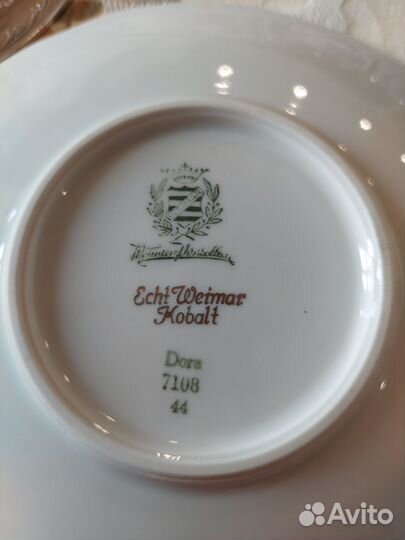 Weimar-Porzellan
Echt Weimar
Kobalt
Dora
7108
44
Avito